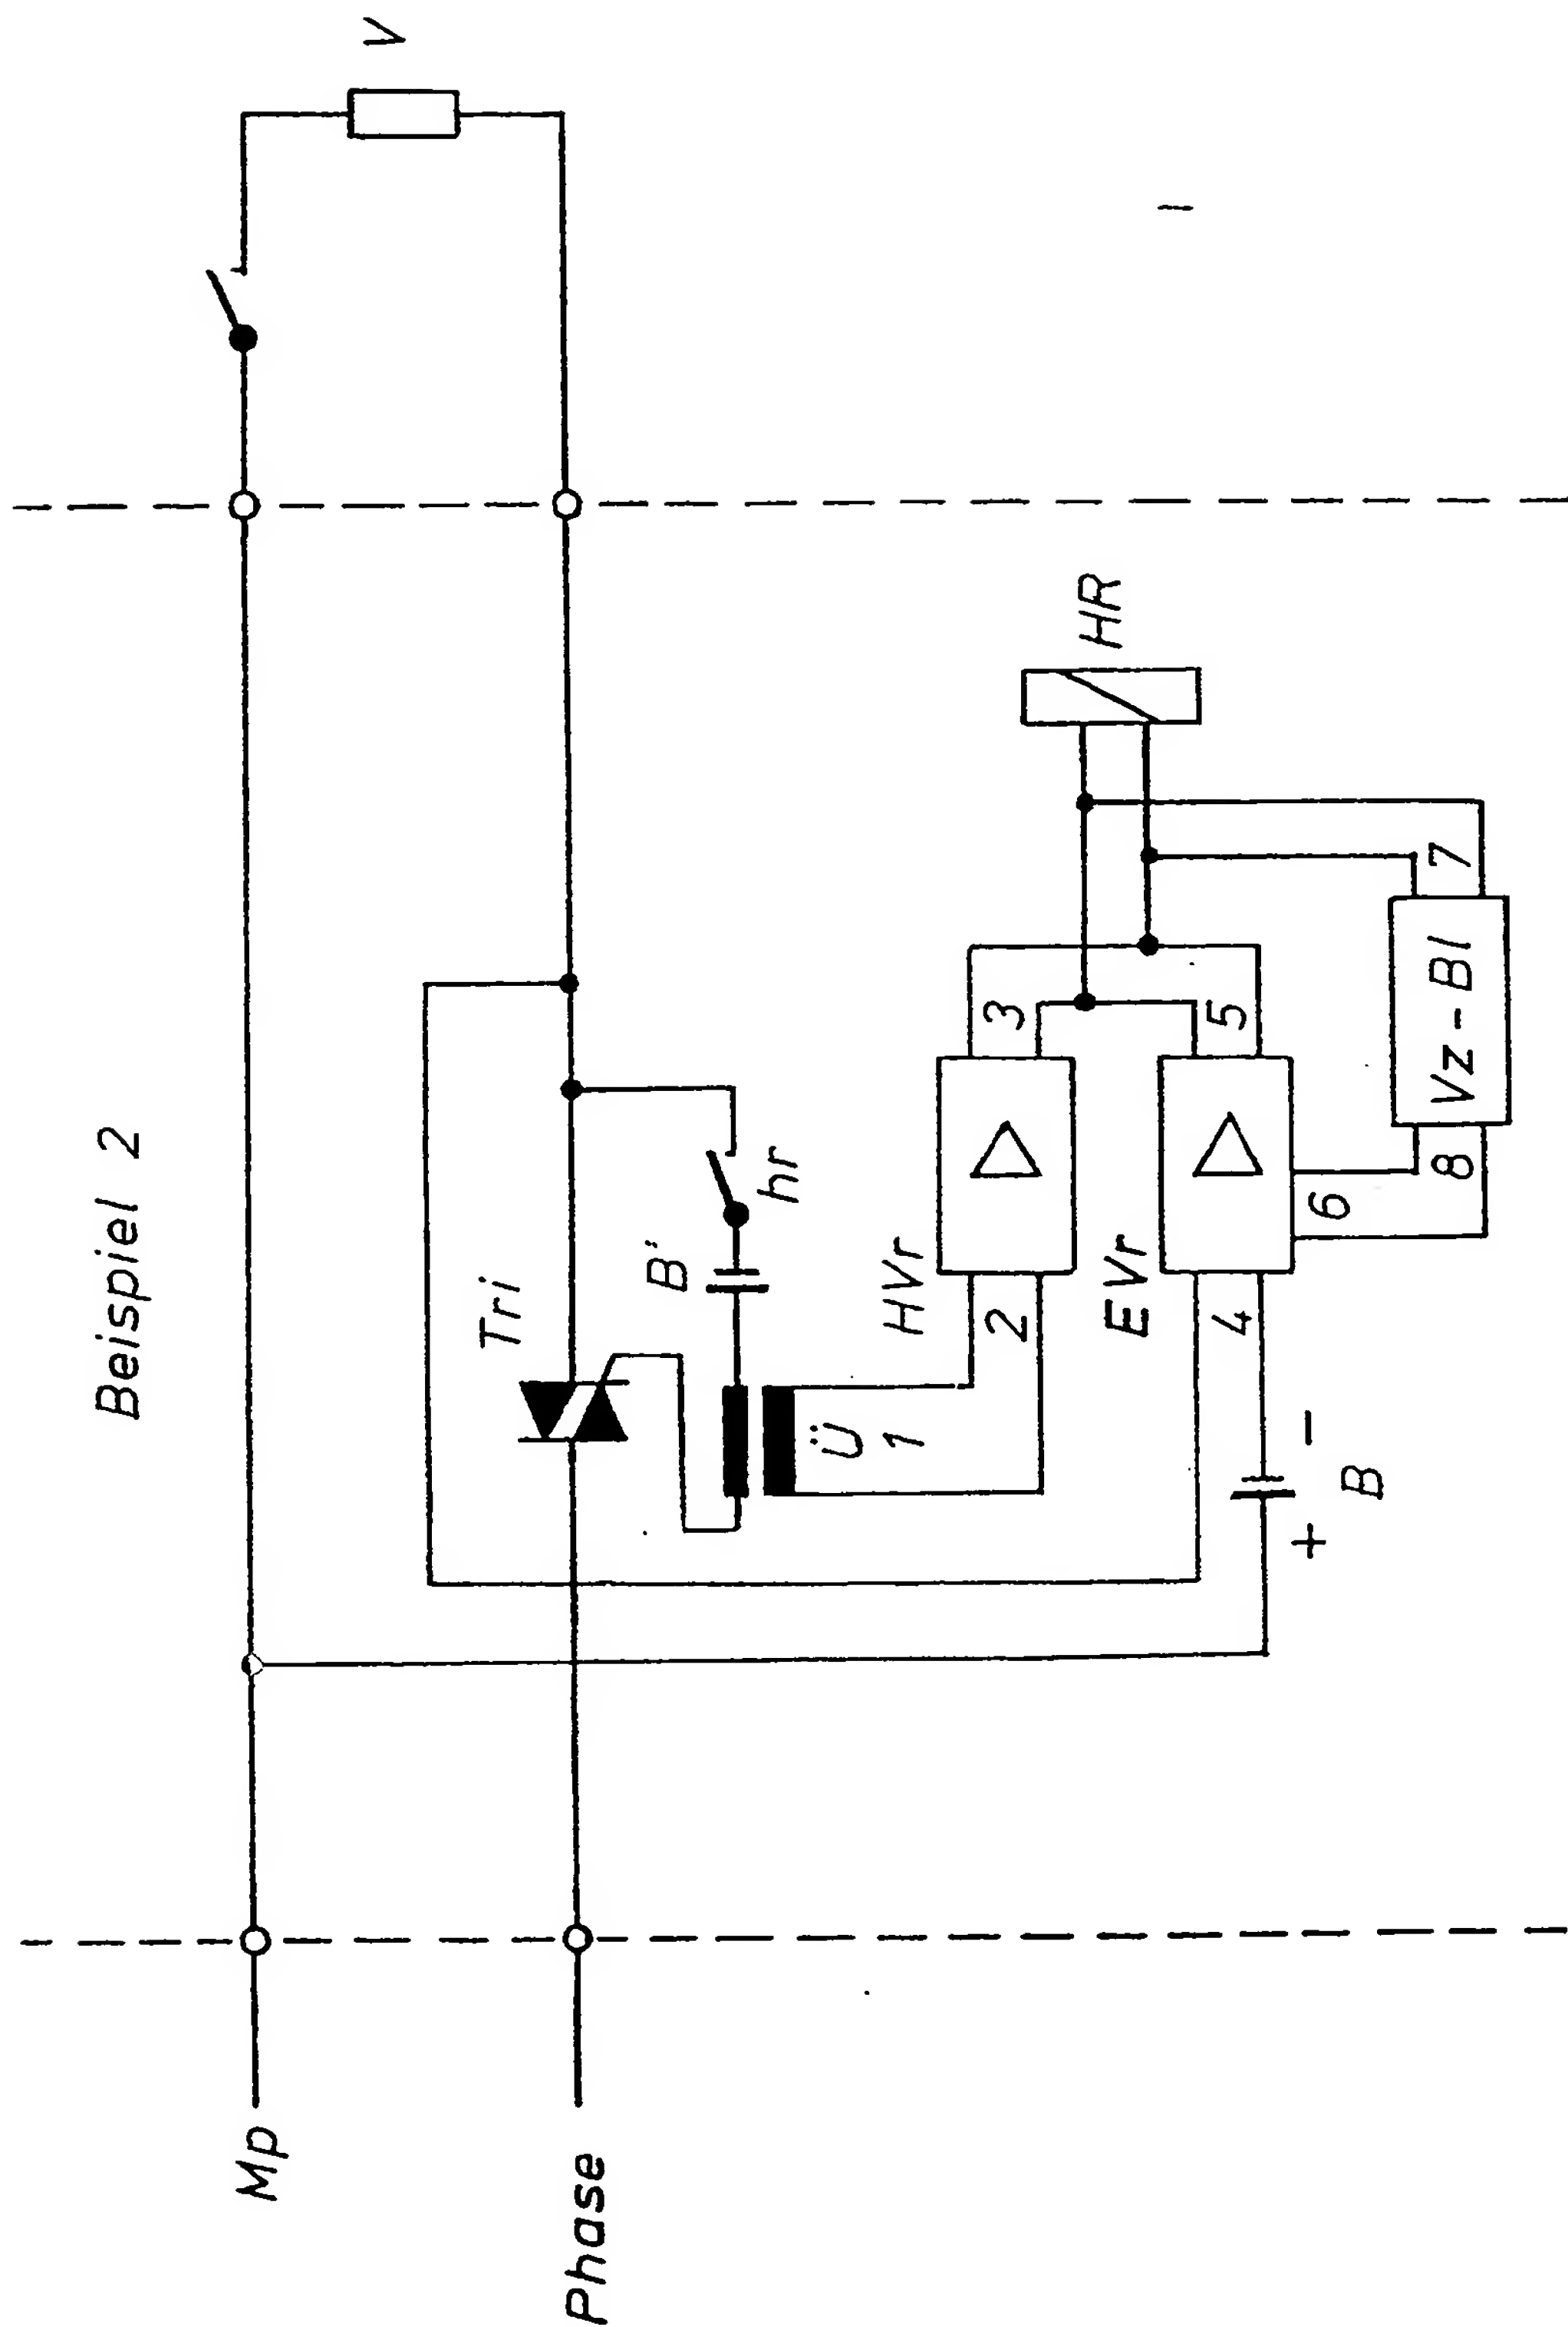 Beispiel 2
Mp
V
Phase
Tri
B'
hr
Ü
1
HVr
2
3
HR
EVr
4
5
6
+
-
B
8
Vz-Bl
7